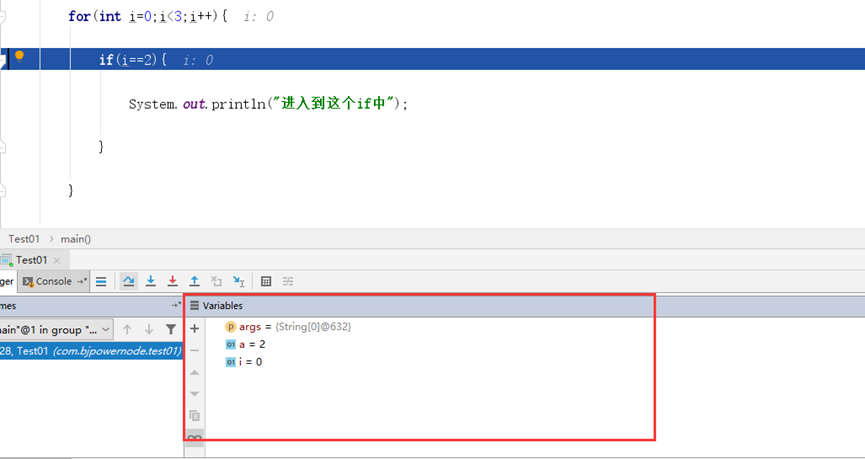 for(int i=0;i<3;i++){ i: 0
if(i==2){ i: 0
System.out.println("进入到这个if中");
}
}
Test01 › main()
Test01 ×
ger Console
mes
Variables
main"@1 in group "...
args = {String[0]@632}
28, Test01 (com.bjpowernode.test01)
01 a = 2
01 i = 0